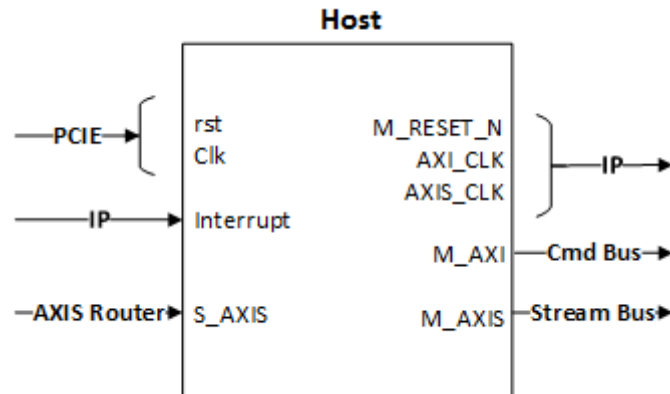 Host
rst
M_RESET_N
PCIE
Clk
AXI_CLK
IP
AXIS_CLK
IP
Interrupt
M_AXI
Cmd Bus
AXIS Router
S_AXIS
M_AXIS
Stream Bus